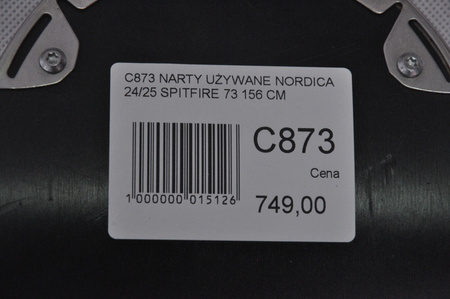 C873 NARTY UŻYWANE NORDICA
24/25 SPITFIRE 73 156 CM
C873
Cena
1 000000 015126
749,00